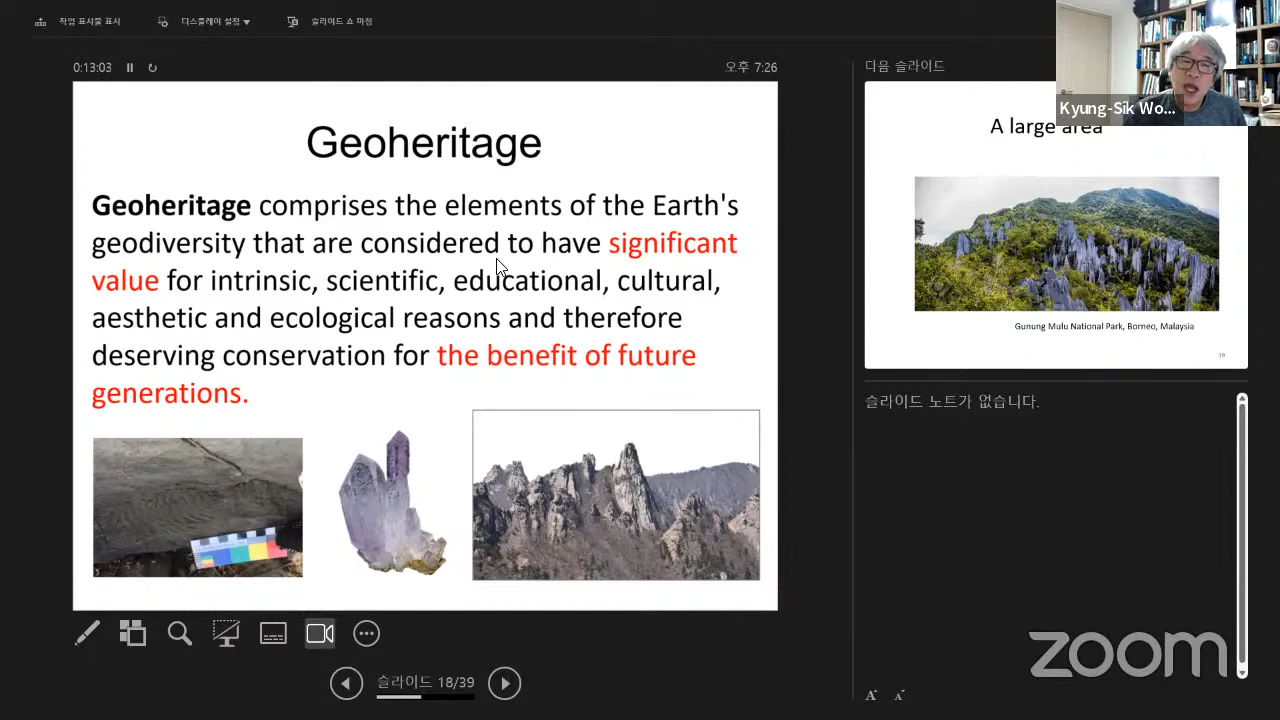 작업 표시줄 표시
디스플레이 설정 ▼
슬라이드 쇼 마침
0:13:03
오후 7:26
Geoheritage
Geoheritage comprises the elements of the Earth's
geodiversity that are considered to have significant
value for intrinsic, scientific, educational, cultural,
aesthetic and ecological reasons and therefore
deserving conservation for the benefit of future
generations.
슬라이드 18/39
다음 슬라이드
Kyung-Sik Wo...
A large area
Gunung Mulu National Park, Borneo, Malaysia
19
슬라이드 노트가 없습니다.
zoom
A A